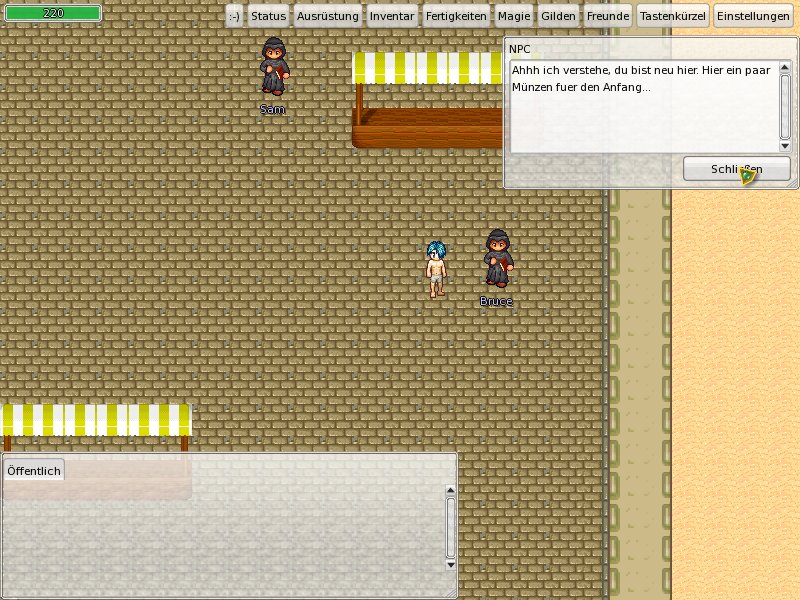 220
:-) Status Ausrüstung Inventar Fertigkeiten Magie Gilden Freunde Tastenkürzel Einstellungen
NPC
Ahhh ich verstehe, du bist neu hier. Hier ein paar
Münzen fuer den Anfang...
Schließen
Sam
Bruce
Öffentlich